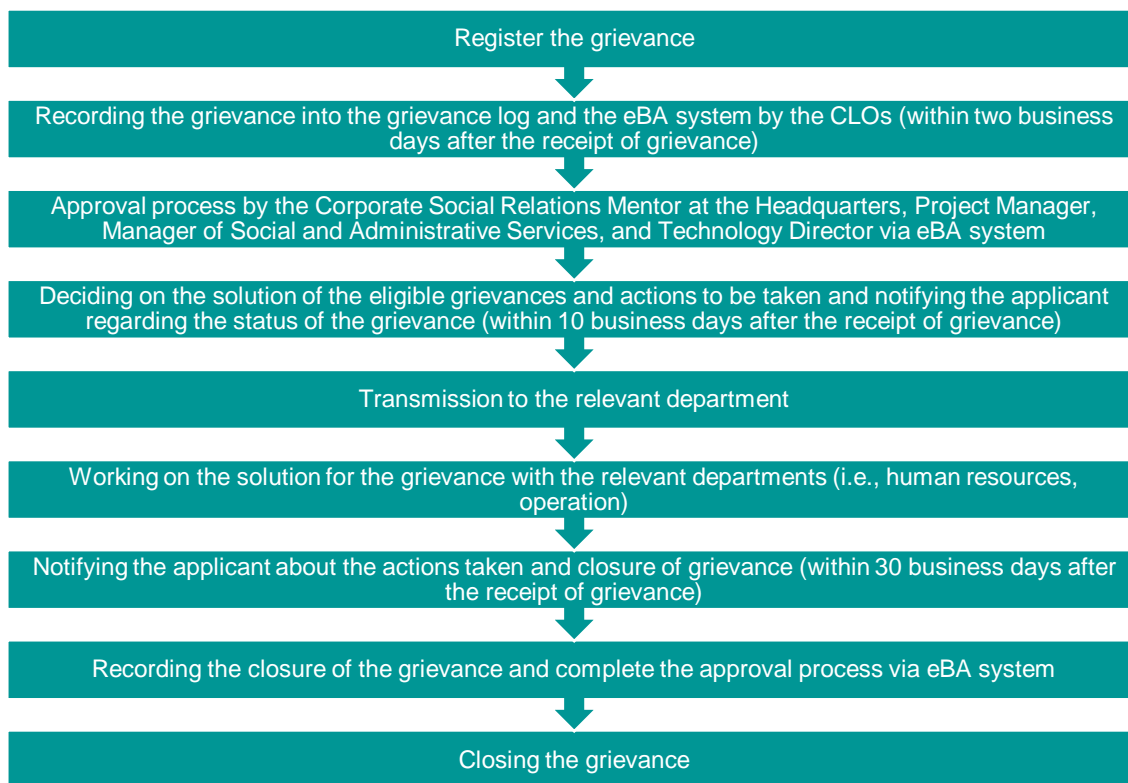 Register the grievance
Recording the grievance into the grievance log and the eBA system by the CLOs (within two business
days after the receipt of grievance)
Approval process by the Corporate Social Relations Mentor at the Headquarters, Project Manager,
Manager of Social and Administrative Services, and Technology Director via eBA system
Deciding on the solution of the eligible grievances and actions to be taken and notifying the applicant
regarding the status of the grievance (within 10 business days after the receipt of grievance)
Transmission to the relevant department
Working on the solution for the grievance with the relevant departments (i.e., human resources,
operation)
Notifying the applicant about the actions taken and closure of grievance (within 30 business days after
the receipt of grievance)
Recording the closure of the grievance and complete the approval process via eBA system
Closing the grievance